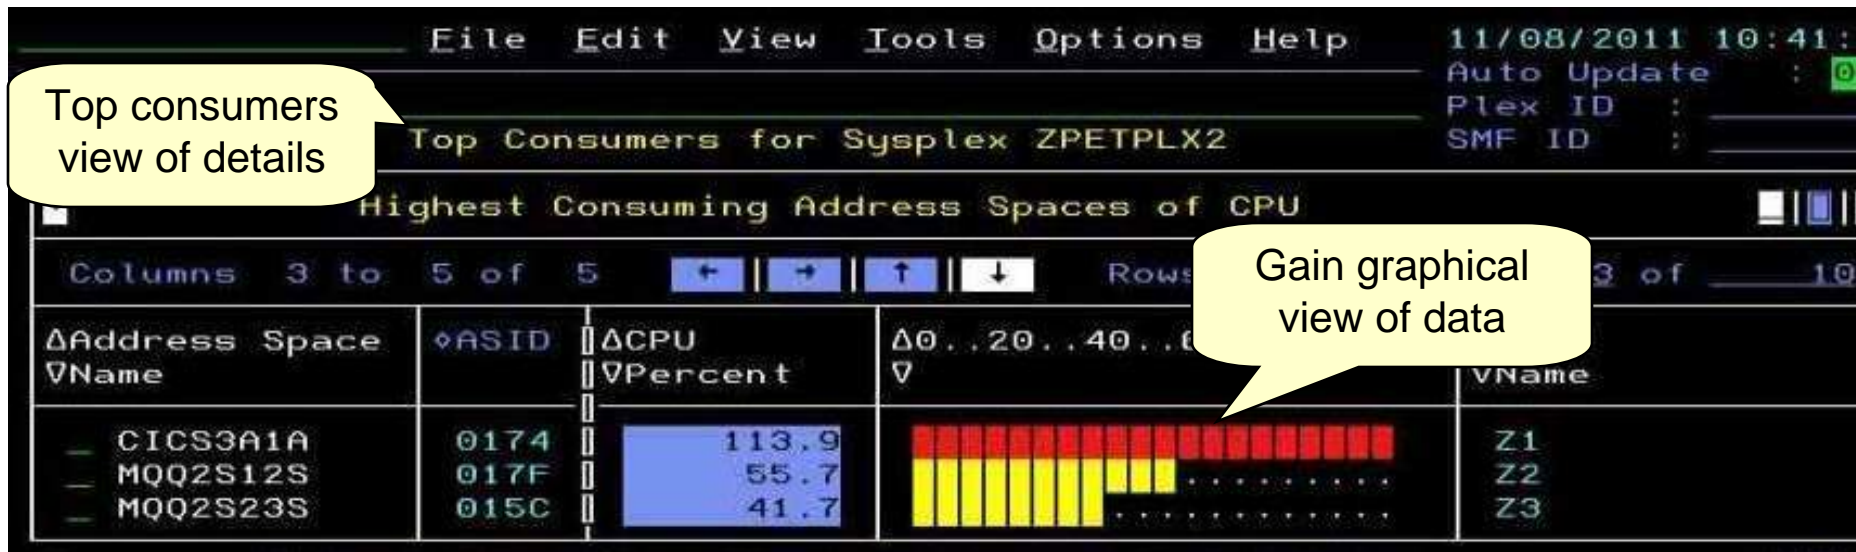 File Edit View Tools Options Help 11/08/2011 10:41:
Auto Update : 0
Plex ID :
SMF ID :
Top consumers
view of details
Top Consumers for Sysplex ZPETPLX2
Highest Consuming Address Spaces of CPU
Columns 3 to 5 of 5 ← | → | ↑ | ↓ Rows 3 of 10
Gain graphical
view of data
ΔAddress Space ◇ASID ΔCPU Δ0..20..40..
∇Name ∇Percent ∇ ∇Name
_ CICS3A1A 0174 113.9 Z1
_ MQQ2S12S 017F 55.7 Z2
_ MQQ2S23S 015C 41.7 Z3